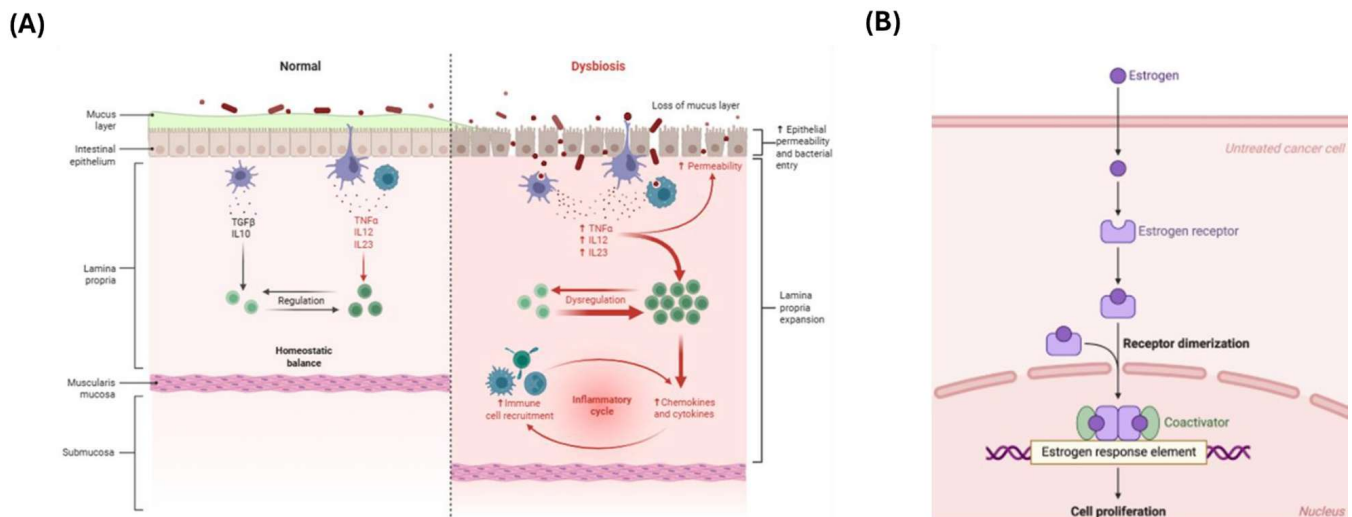 (A)
Normal
Dysbiosis
Mucus
layer
Intestinal
epithelium
Lamina
propria
Muscularis
mucosa
Submucosa
TGFβ
IL10
TNFα
IL12
IL23
Regulation
Homeostatic
balance
Loss of mucus layer
↑ Epithelial
permeability
and bacterial
entry
↑ Permeability
↑ TNFα
↑ IL12
↑ IL23
Dysregulation
Lamina
propria
expansion
↑Immune
cell recruitment
Inflammatory
cycle
↑Chemokines
and cytokines
(B)
Estrogen
Untreated cancer cell
Estrogen receptor
Receptor dimerization
Coactivator
Estrogen response element
Cell proliferation
Nucleus